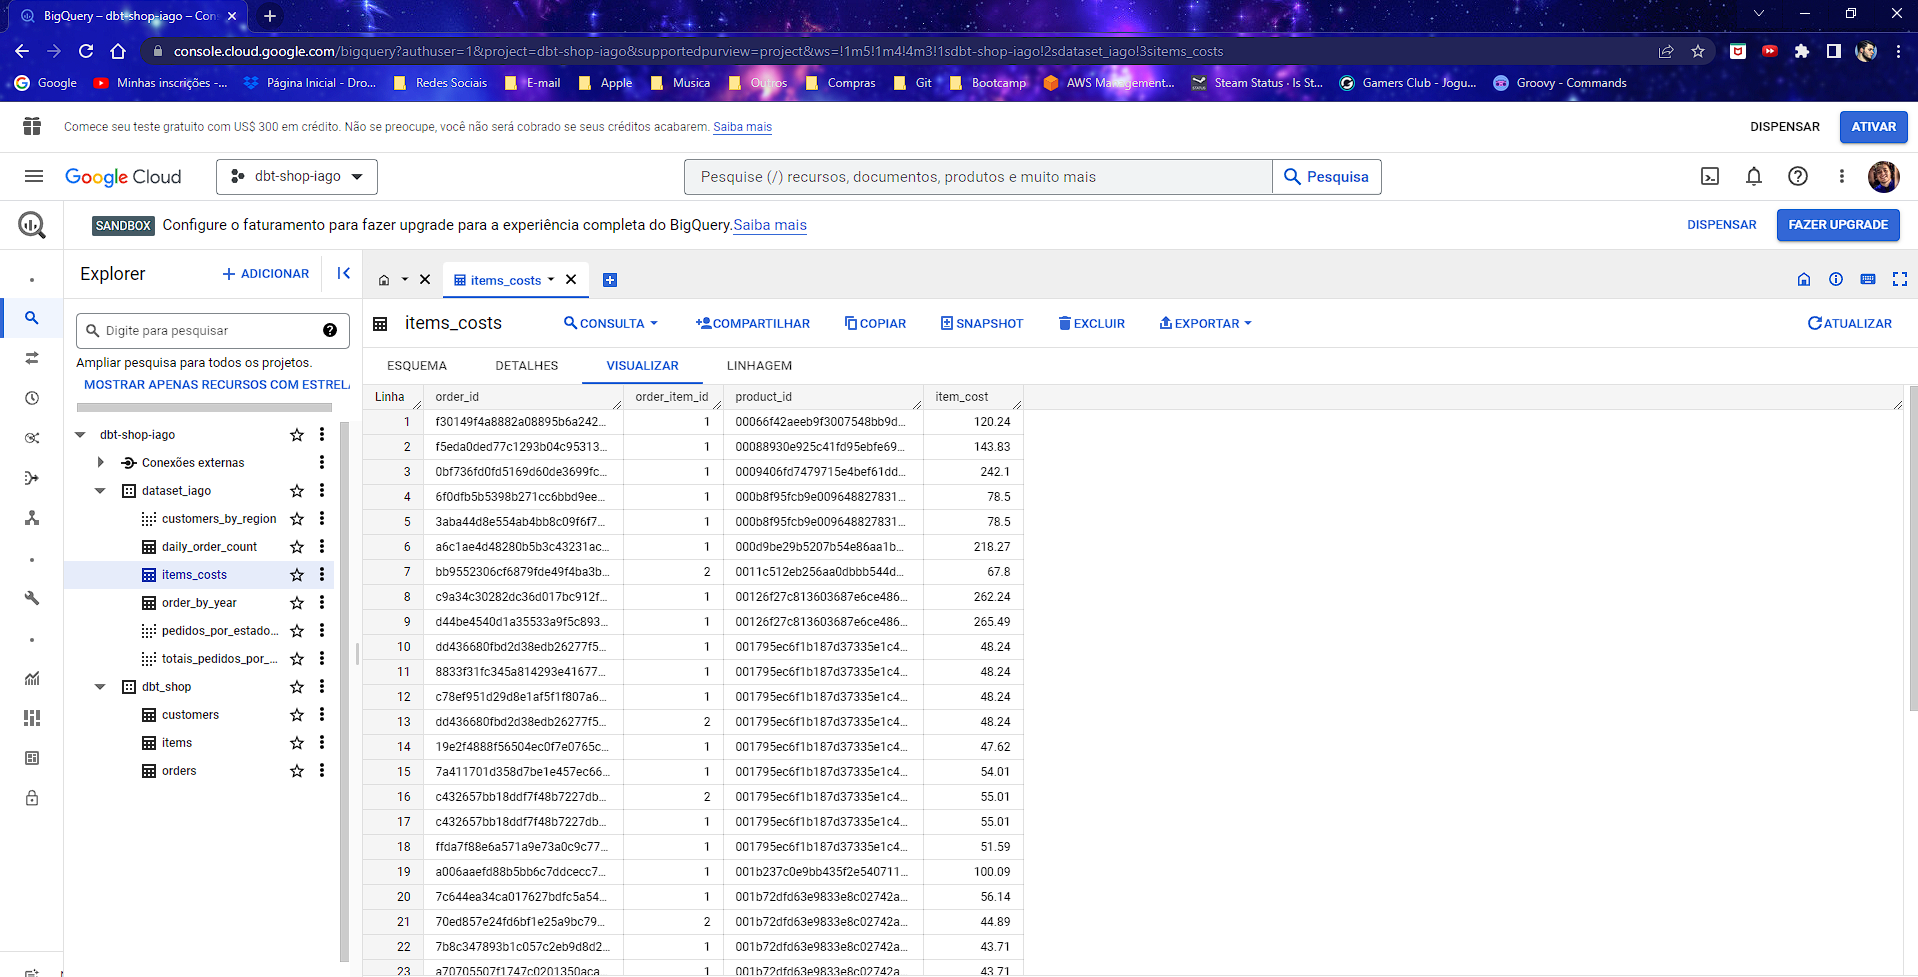 BigQuery – dbt-shop-iago – Con
console.cloud.google.com/bigquery?authuser=1&project=dbt-shop-iago&supportedpurview=project&ws=!1m5!1m4!4m3!1sdbt-shop-iago!2sdataset_iago!3sitems_costs
Google Minhas inscrições -... Página Inicial - Dro... Redes Sociais E-mail Apple Musica Outros Compras Git Bootcamp AWS Management... Steam Status · Is St... Gamers Club - Jogu... Groovy - Commands
Comece seu teste gratuito com US$ 300 em crédito. Não se preocupe, você não será cobrado se seus créditos acabarem. Saiba mais DISPENSAR ATIVAR
Google Cloud dbt-shop-iago Pesquise (/) recursos, documentos, produtos e muito mais Pesquisa
SANDBOX Configure o faturamento para fazer upgrade para a experiência completa do BigQuery. Saiba mais DISPENSAR FAZER UPGRADE
Explorer + ADICIONAR
Digite para pesquisar
Ampliar pesquisa para todos os projetos.
MOSTRAR APENAS RECURSOS COM ESTREL
dbt-shop-iago
Conexões externas
dataset_iago
customers_by_region
daily_order_count
items_costs
order_by_year
pedidos_por_estado...
totais_pedidos_por_...
dbt_shop
customers
items
orders
items_costs
items_costs CONSULTA COMPARTILHAR COPIAR SNAPSHOT EXCLUIR EXPORTAR ATUALIZAR
ESQUEMA DETALHES VISUALIZAR LINHAGEM
Linha order_id order_item_id product_id item_cost
1 f30149f4a8882a08895b6a242... 1 00066f42aeeb9f3007548bb9d... 120.24
2 f5eda0ded77c1293b04c95313... 1 00088930e925c41fd95ebfe69... 143.83
3 0bf736fd0fd5169d60de3699fc... 1 0009406fd7479715e4bef61dd... 242.1
4 6f0dfb5b5398b271cc6bbd9ee... 1 000b8f95fcb9e009648827831... 78.5
5 3aba44d8e554ab4bb8c09f6f7... 1 000b8f95fcb9e009648827831... 78.5
6 a6c1ae4d48280b5b3c43231ac... 1 000d9be29b5207b54e86aa1b... 218.27
7 bb9552306cf6879fde49f4ba3b... 2 0011c512eb256aa0dbbb544d... 67.8
8 c9a34c30282dc36d017bc912f... 1 00126f27c813603687e6ce486... 262.24
9 d44be4540d1a35533a9f5c893... 1 00126f27c813603687e6ce486... 265.49
10 dd436680fbd2d38edb26277f5... 1 001795ec6f1b187d37335e1c4... 48.24
11 8833f31fc345a814293e41677... 1 001795ec6f1b187d37335e1c4... 48.24
12 c78ef951d29d8e1af5f1f807a6... 1 001795ec6f1b187d37335e1c4... 48.24
13 dd436680fbd2d38edb26277f5... 2 001795ec6f1b187d37335e1c4... 48.24
14 19e2f4888f56504ec0f7e0765c... 1 001795ec6f1b187d37335e1c4... 47.62
15 7a411701d358d7be1e457ec66... 1 001795ec6f1b187d37335e1c4... 54.01
16 c432657bb18ddf7f48b7227db... 2 001795ec6f1b187d37335e1c4... 55.01
17 c432657bb18ddf7f48b7227db... 1 001795ec6f1b187d37335e1c4... 55.01
18 ffda7f88e6a571a9e73a0c9c77... 1 001795ec6f1b187d37335e1c4... 51.59
19 a006aaefd88b5bb6c7ddcecc7... 1 001b237c0e9bb435f2e540711... 100.09
20 7c644ea34ca017627bdfc5a54... 1 001b72dfd63e9833e8c02742a... 56.14
21 70ed857e24fd6bf1e25a9bc79... 2 001b72dfd63e9833e8c02742a... 44.89
22 7b8c347893b1c057c2eb9d8d2... 1 001b72dfd63e9833e8c02742a... 43.71
23 a70705507f1747c0201350aca... 1 001b72dfd63e9833e8c02742a... 43.71